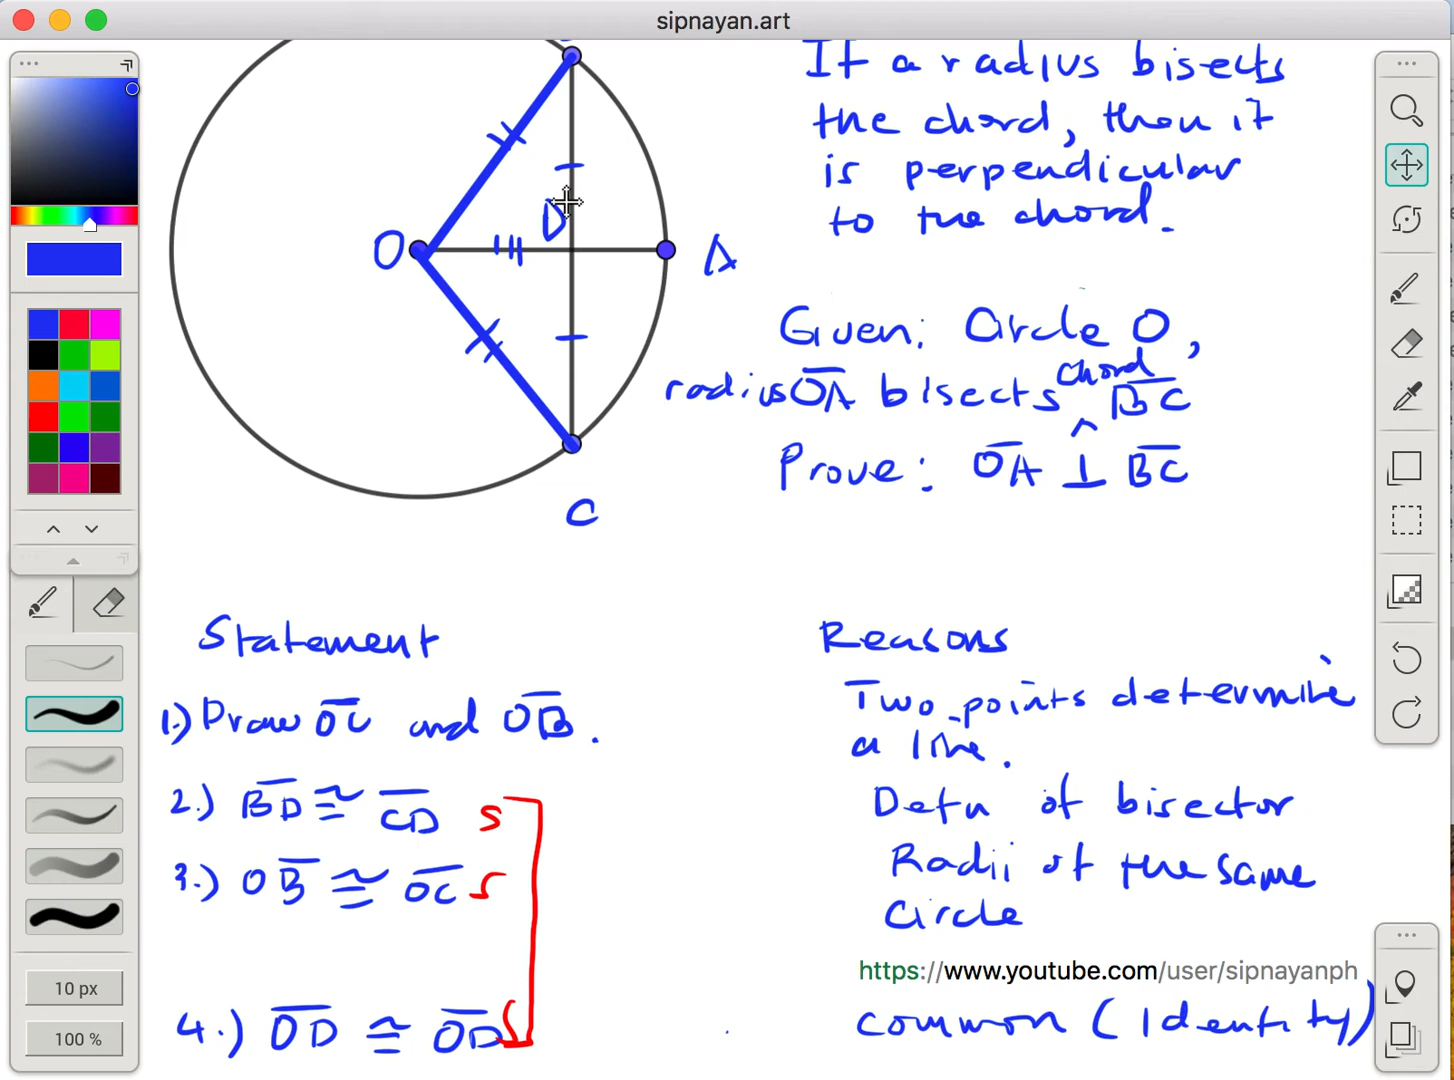 sipnayan.art
If a radius bisects
the chord, then it
is perpendicular
to the chord.
D
O
A
C
Given: Circle O,
chord
radius OA bisects ^ BC
Prove: OA ⊥ BC
Statement
Reasons
1.) Draw OC and OB.
Two points determine
a line.
2.) BD ≅ CD S
Defn of bisector
3.) OB ≅ OC S
Radii of the same
Circle
https://www.youtube.com/user/sipnayanph
4.) OD ≅ OD S
common (Identity)
10 px
100 %